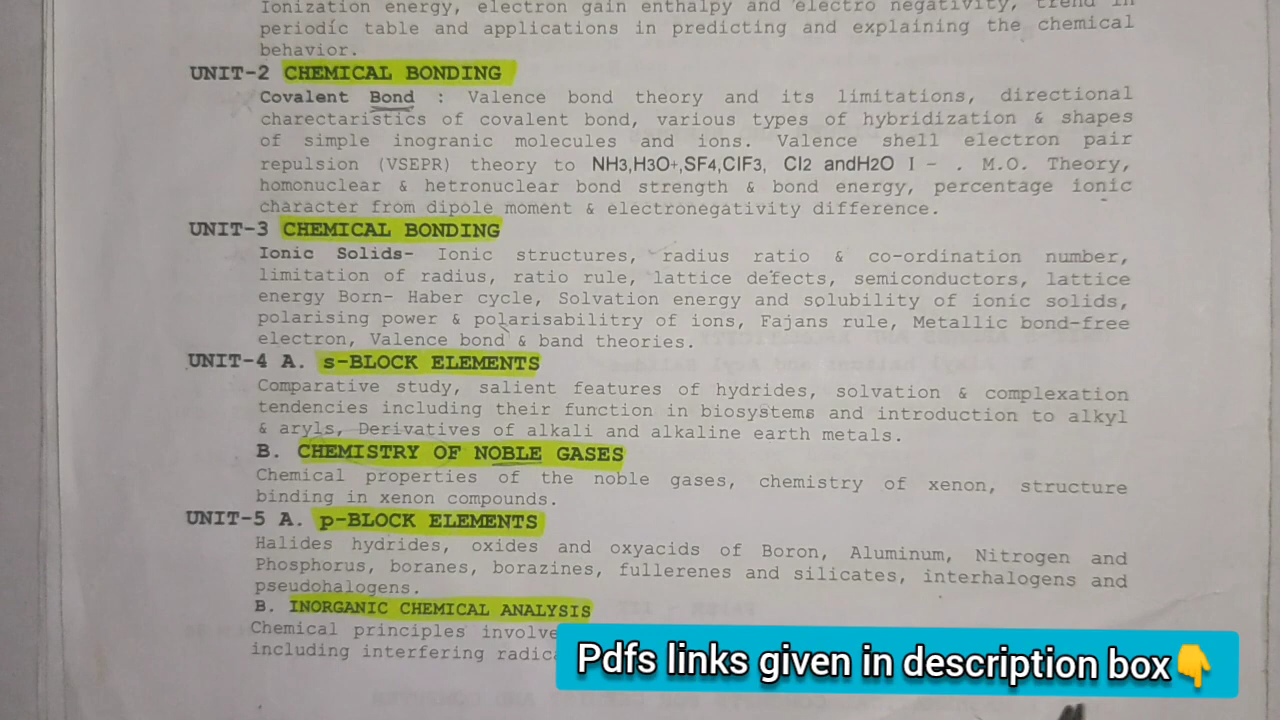 Ionization energy, electron gain enthalpy and electro negativity, trend in
periodic table and applications in predicting and explaining the chemical
behavior.
UNIT-2 CHEMICAL BONDING
Covalent Bond : Valence bond theory and its limitations, directional
charectaristics of covalent bond, various types of hybridization & shapes
of simple inogranic molecules and ions. Valence shell electron pair
repulsion (VSEPR) theory to NH3,H3O+,SF4,ClF3, Cl2 andH2O I - . M.O. Theory,
homonuclear & hetronuclear bond strength & bond energy, percentage ionic
character from dipole moment & electronegativity difference.
UNIT-3 CHEMICAL BONDING
Ionic Solids- Ionic structures, radius ratio & co-ordination number,
limitation of radius, ratio rule, lattice defects, semiconductors, lattice
energy Born- Haber cycle, Solvation energy and solubility of ionic solids,
polarising power & polarisabilitry of ions, Fajans rule, Metallic bond-free
electron, Valence bond & band theories.
UNIT-4 A. s-BLOCK ELEMENTS
Comparative study, salient features of hydrides, solvation & complexation
tendencies including their function in biosystems and introduction to alkyl
& aryls, Derivatives of alkali and alkaline earth metals.
B. CHEMISTRY OF NOBLE GASES
Chemical properties of the noble gases, chemistry of xenon, structure
binding in xenon compounds.
UNIT-5 A. p-BLOCK ELEMENTS
Halides hydrides, oxides and oxyacids of Boron, Aluminum, Nitrogen and
Phosphorus, boranes, borazines, fullerenes and silicates, interhalogens and
pseudohalogens.
B. INORGANIC CHEMICAL ANALYSIS
Chemical principles involve
including interfering radica
Pdfs links given in description box👇